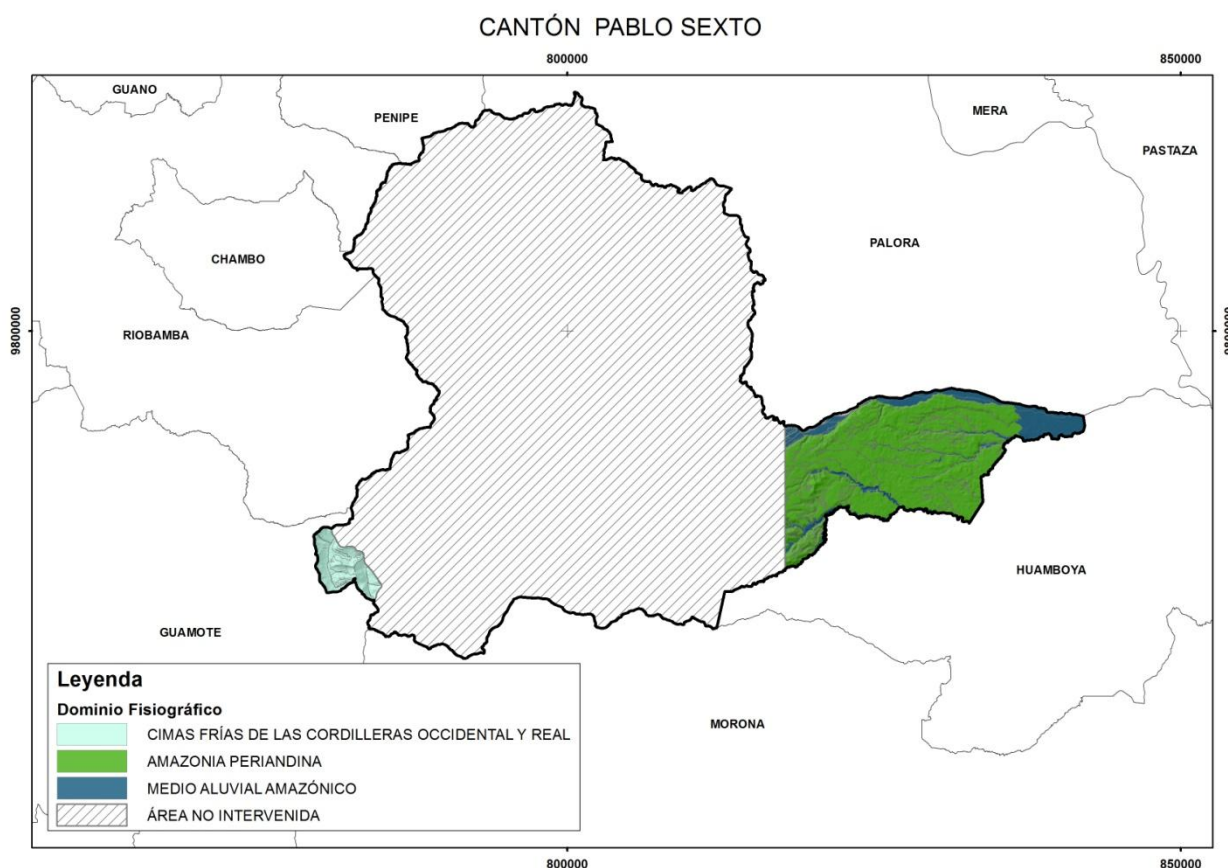 CANTÓN PABLO SEXTO
800000
850000
GUANO
PENIPE
MERA
PASTAZA
PALORA
CHAMBO
9800000
RIOBAMBA
9800000
HUAMBOYA
GUAMOTE
MORONA
Leyenda
Dominio Fisiográfico
CIMAS FRÍAS DE LAS CORDILLERAS OCCIDENTAL Y REAL
AMAZONIA PERIANDINA
MEDIO ALUVIAL AMAZÓNICO
ÁREA NO INTERVENIDA
800000
850000